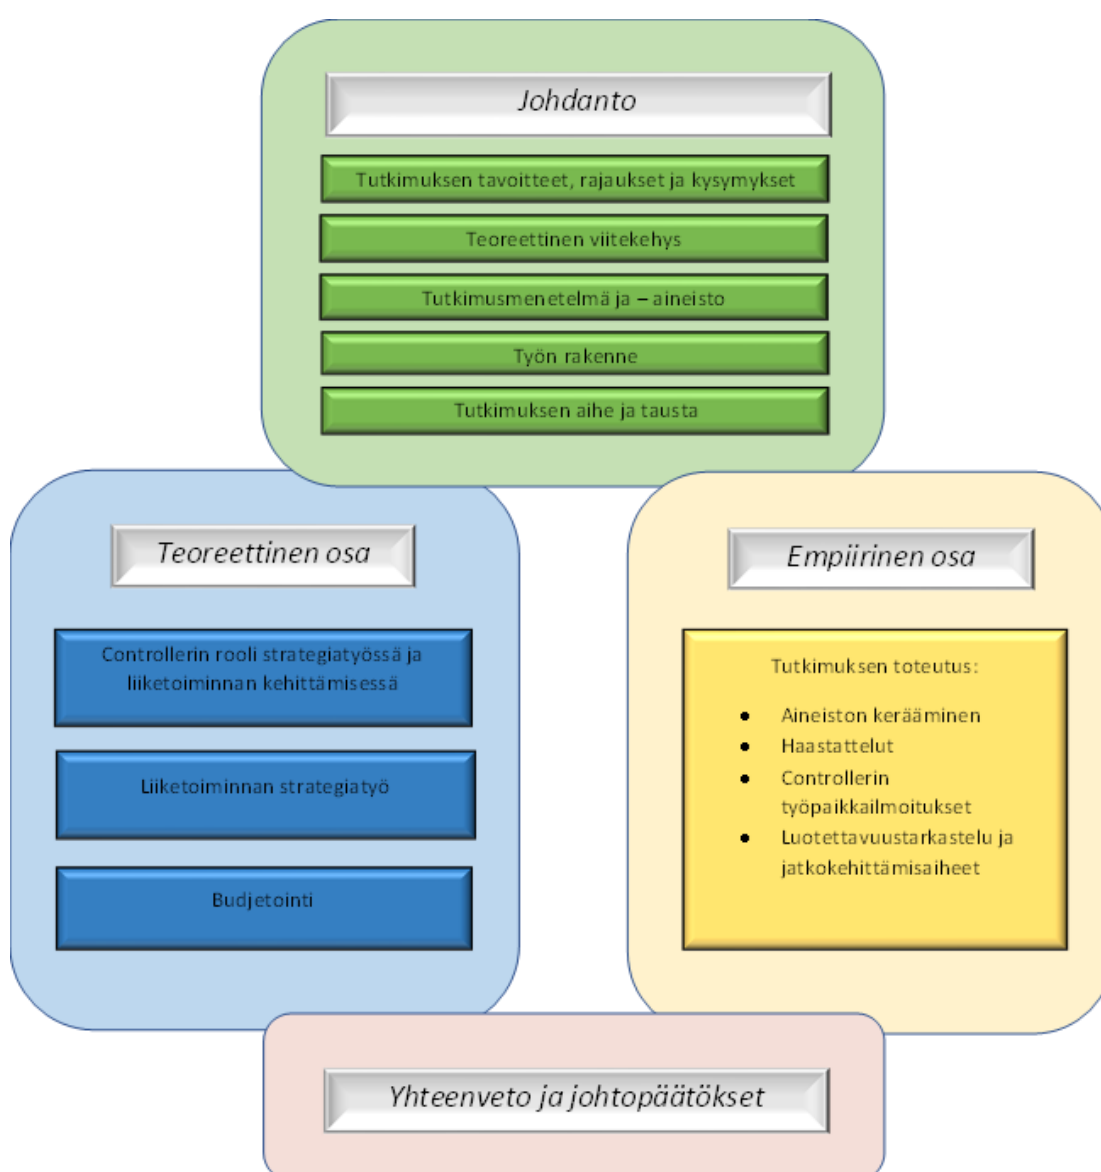 Johdanto
Tutkimuksen tavoitteet, rajaukset ja kysymykset
Teoreettinen viitekehys
Tutkimusmenetelmä ja – aineisto
Työn rakenne
Tutkimuksen aihe ja tausta
Teoreettinen osa
Controllerin rooli strategiatyössä ja
liiketoiminnan kehittämisessä
Liiketoiminnan strategiatyö
Budjetointi
Empiirinen osa
Tutkimuksen toteutus:
● Aineiston kerääminen
● Haastattelut
● Controllerin
työpaikkailmoitukset
● Luotettavuustarkastelu ja
jatkokehittämisaiheet
Yhteenveto ja johtopäätökset